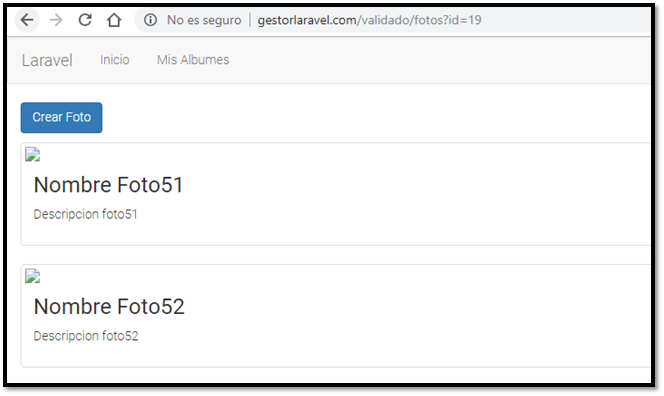 No es seguro | gestorlaravel.com/validado/fotos?id=19
Laravel Inicio Mis Albumes
Crear Foto
Nombre Foto51
Descripcion foto51
Nombre Foto52
Descripcion foto52